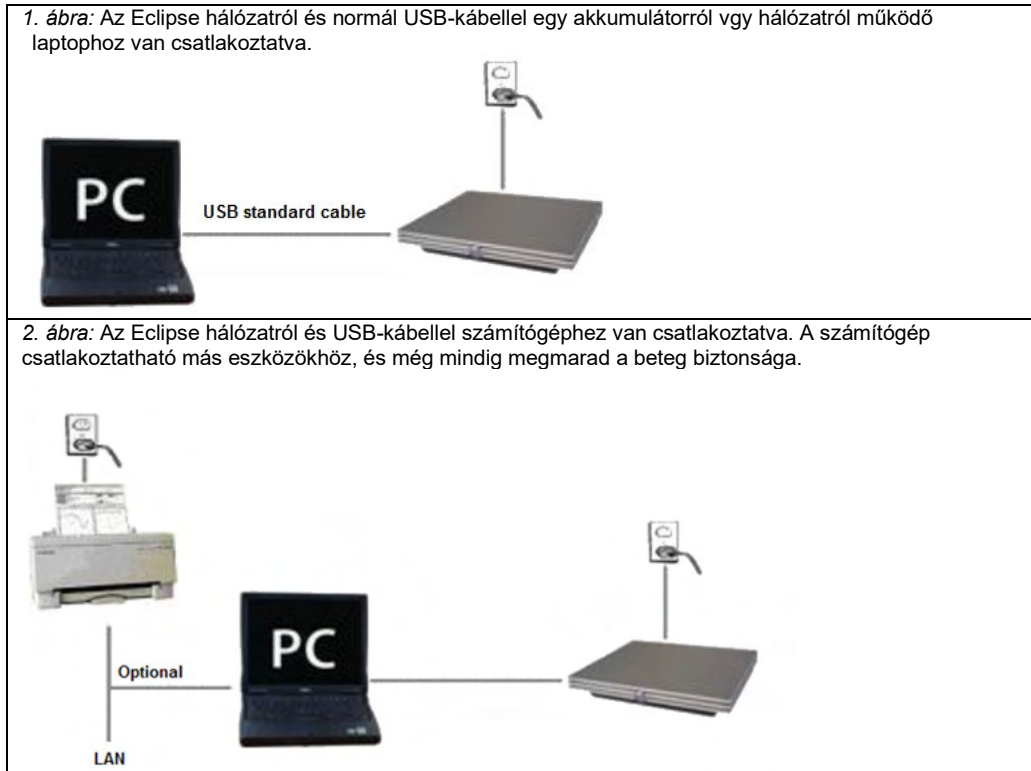 1. ábra: Az Eclipse hálózatról és normál USB-kábellel egy akkumulátorról vgy hálózatról működő
laptophoz van csatlakoztatva.
PC
USB standard cable
2. ábra: Az Eclipse hálózatról és USB-kábellel számítógéphez van csatlakoztatva. A számítógép
csatlakoztatható más eszközökhöz, és még mindig megmarad a beteg biztonsága.
PC
Optional
LAN